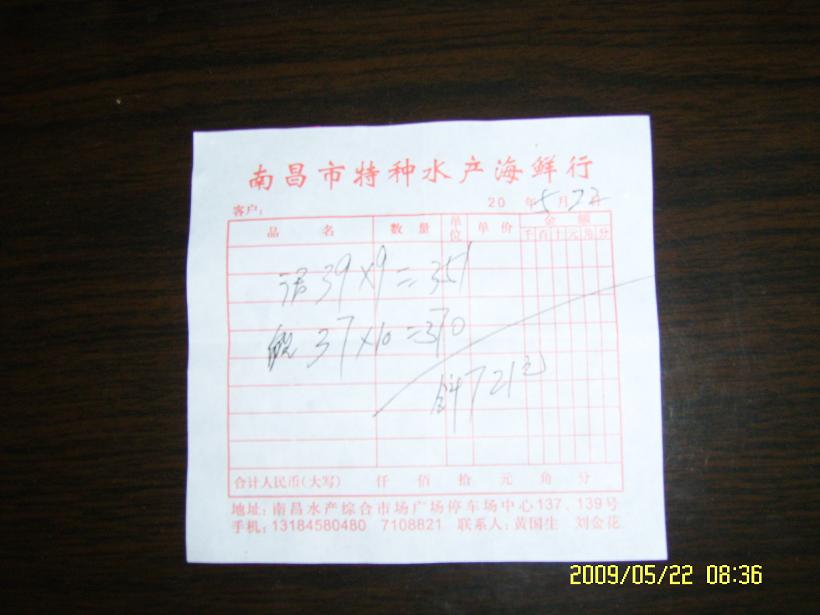 南昌市特种水产海鲜行
客户: 20 年5月22日
品名 数量 单位 单价 金额
千百十元角分
39×9=351
37×10=370
合计721元
合计人民币(大写) 仟 佰 拾 元 角 分
地址:南昌水产综合市场广场停车场中心137、139号
手机:13184580480 7108821 联系人:黄国生 刘金花
2009/05/22 08:36